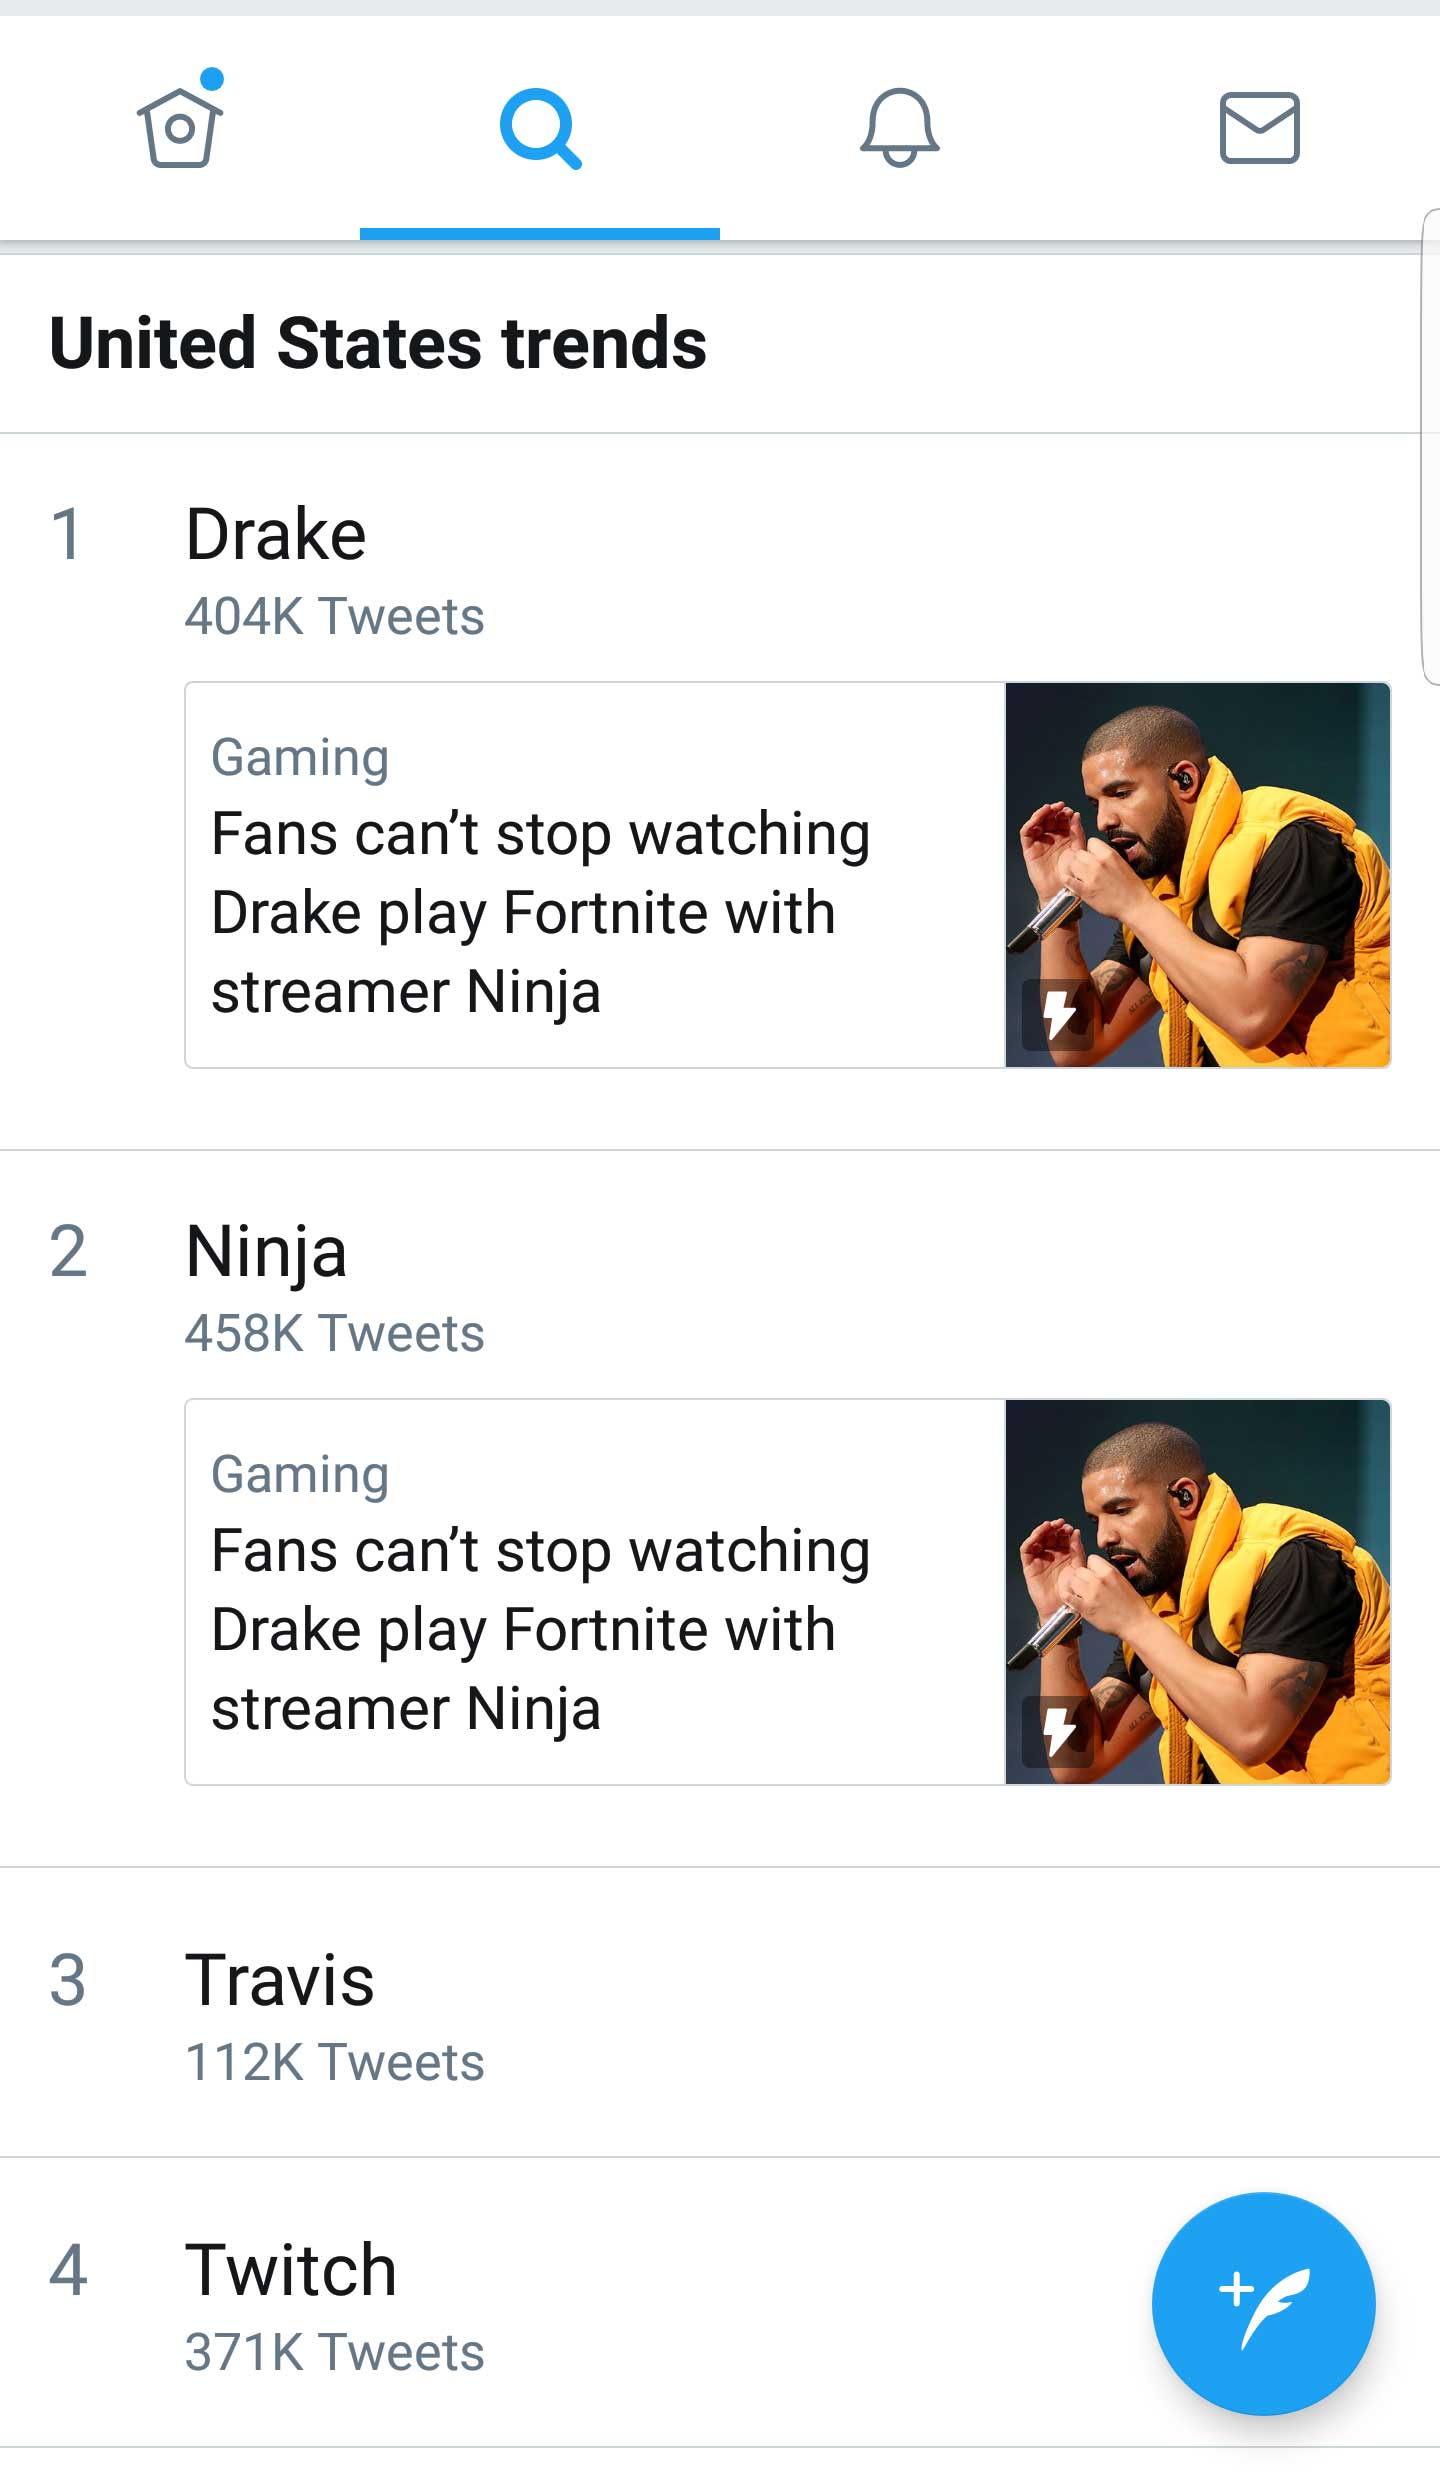 United States trends
1
Drake
404K Tweets
Gaming
Fans can’t stop watching
Drake play Fortnite with
streamer Ninja
2
Ninja
458K Tweets
Gaming
Fans can’t stop watching
Drake play Fortnite with
streamer Ninja
3
Travis
112K Tweets
4
Twitch
371K Tweets